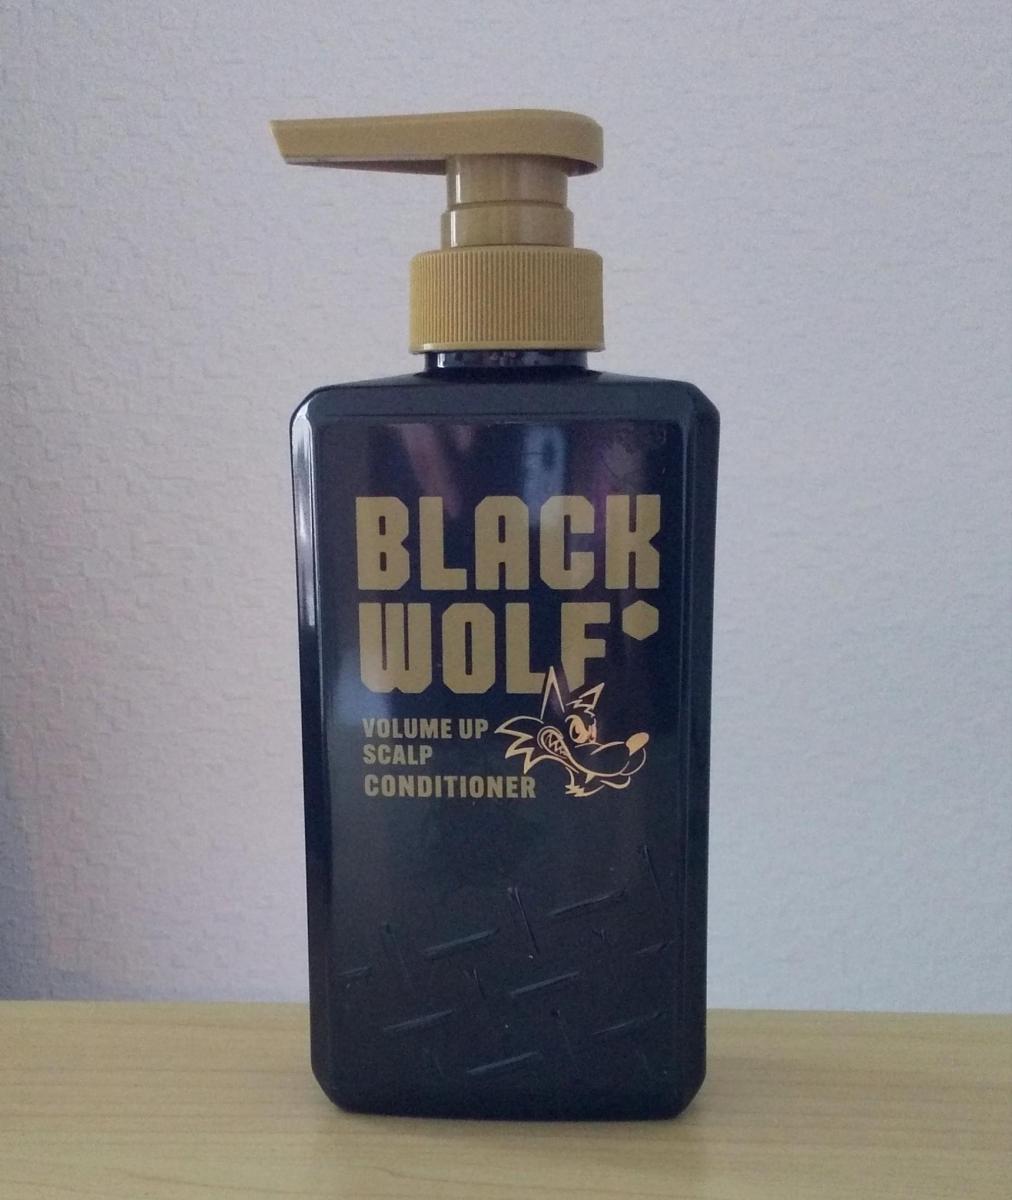 BLACK
WOLF
VOLUME UP
SCALP
CONDITIONER